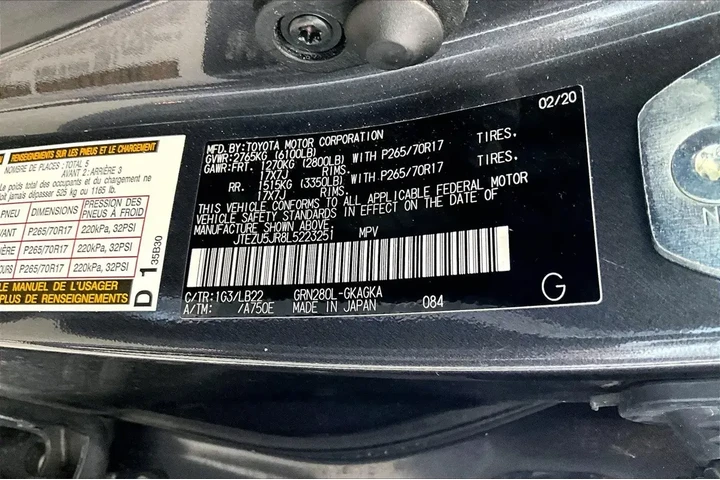 RENSEIGNEMENTS SUR LES PNEUS ET LE CHARGEMENT
NOMBRE DE PLACES : TOTAL 5
AVANT 2 : ARRIÈRE 3
Le poids total des occupants et du chargement ne
doit jamais dépasser 525 kg ou 1165 lb.
PNEU DIMENSIONS PRESSION DES PNEUS À FROID
P265/70R17 220kPa, 32PSI
P265/70R17 220kPa, 32PSI
P265/70R17 220kPa, 32PSI
LE MANUEL DE L'USAGER
PLUS DE RENSEIGNEMENTS
D1 35B30
02/20
MFD.BY:TOYOTA MOTOR CORPORATION
GVWR:2765KG (6100LB)
GAWR:FRT. 1270KG (2800LB) WITH P265/70R17 TIRES.
17X7J RIMS.
RR. 1515KG (3350LB) WITH P265/70R17 TIRES.
17X7J RIMS.
THIS VEHICLE CONFORMS TO ALL APPLICABLE FEDERAL MOTOR
VEHICLE SAFETY STANDARDS IN EFFECT ON THE DATE OF
MANUFACTURE SHOWN ABOVE.
JTEZU5JR8L5223251 MPV
C/TR:1G3/LB22 GRN280L-GKAGKA
A/TM: /A750E MADE IN JAPAN 084
G